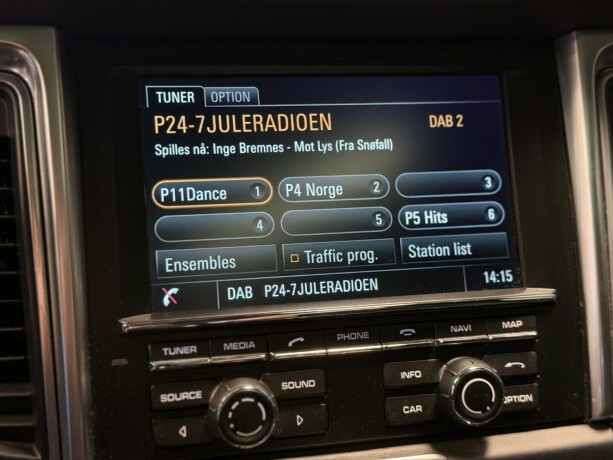 TUNER OPTION
P24-7JULERADIOEN DAB 2
Spilles nå: Inge Bremnes - Mot Lys (Fra Snøfall)
P11Dance 1 P4 Norge 2 3
4 5 P5 Hits 6
Ensembles Traffic prog. Station list
DAB P24-7JULERADIOEN 14:15
TUNER MEDIA PHONE NAVI MAP
SOURCE SOUND INFO
CAR OPTION